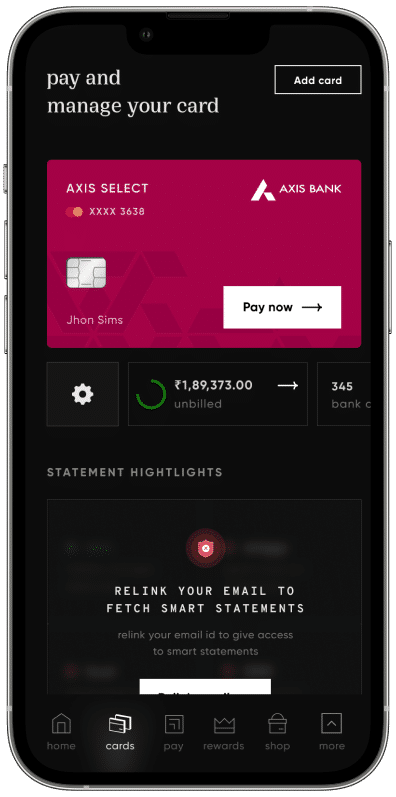 pay and
manage your card
Add card
AXIS SELECT
AXIS BANK
XXXX 3638
Pay now
Jhon Sims
₹1,89,373.00
unbilled
345
bank
STATEMENT HIGHTLIGHTS
RELINK YOUR EMAIL TO
FETCH SMART STATEMENTS
relink your email id to give access
to smart statements
home
cards
pay
rewards
shop
more